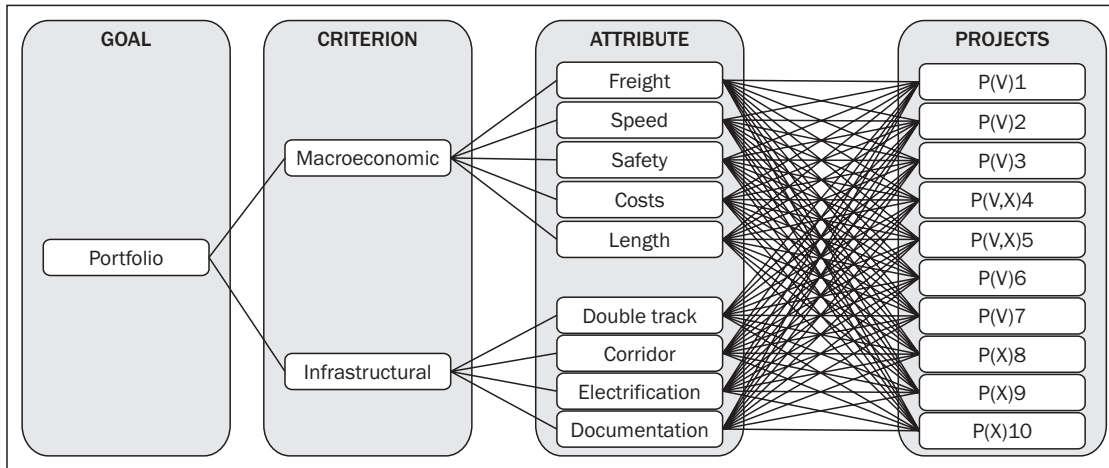 GOAL
CRITERION
ATTRIBUTE
PROJECTS
Portfolio
Macroeconomic
Infrastructural
Freight
Speed
Safety
Costs
Length
Double track
Corridor
Electrification
Documentation
P(V)1
P(V)2
P(V)3
P(V,X)4
P(V,X)5
P(V)6
P(V)7
P(X)8
P(X)9
P(X)10